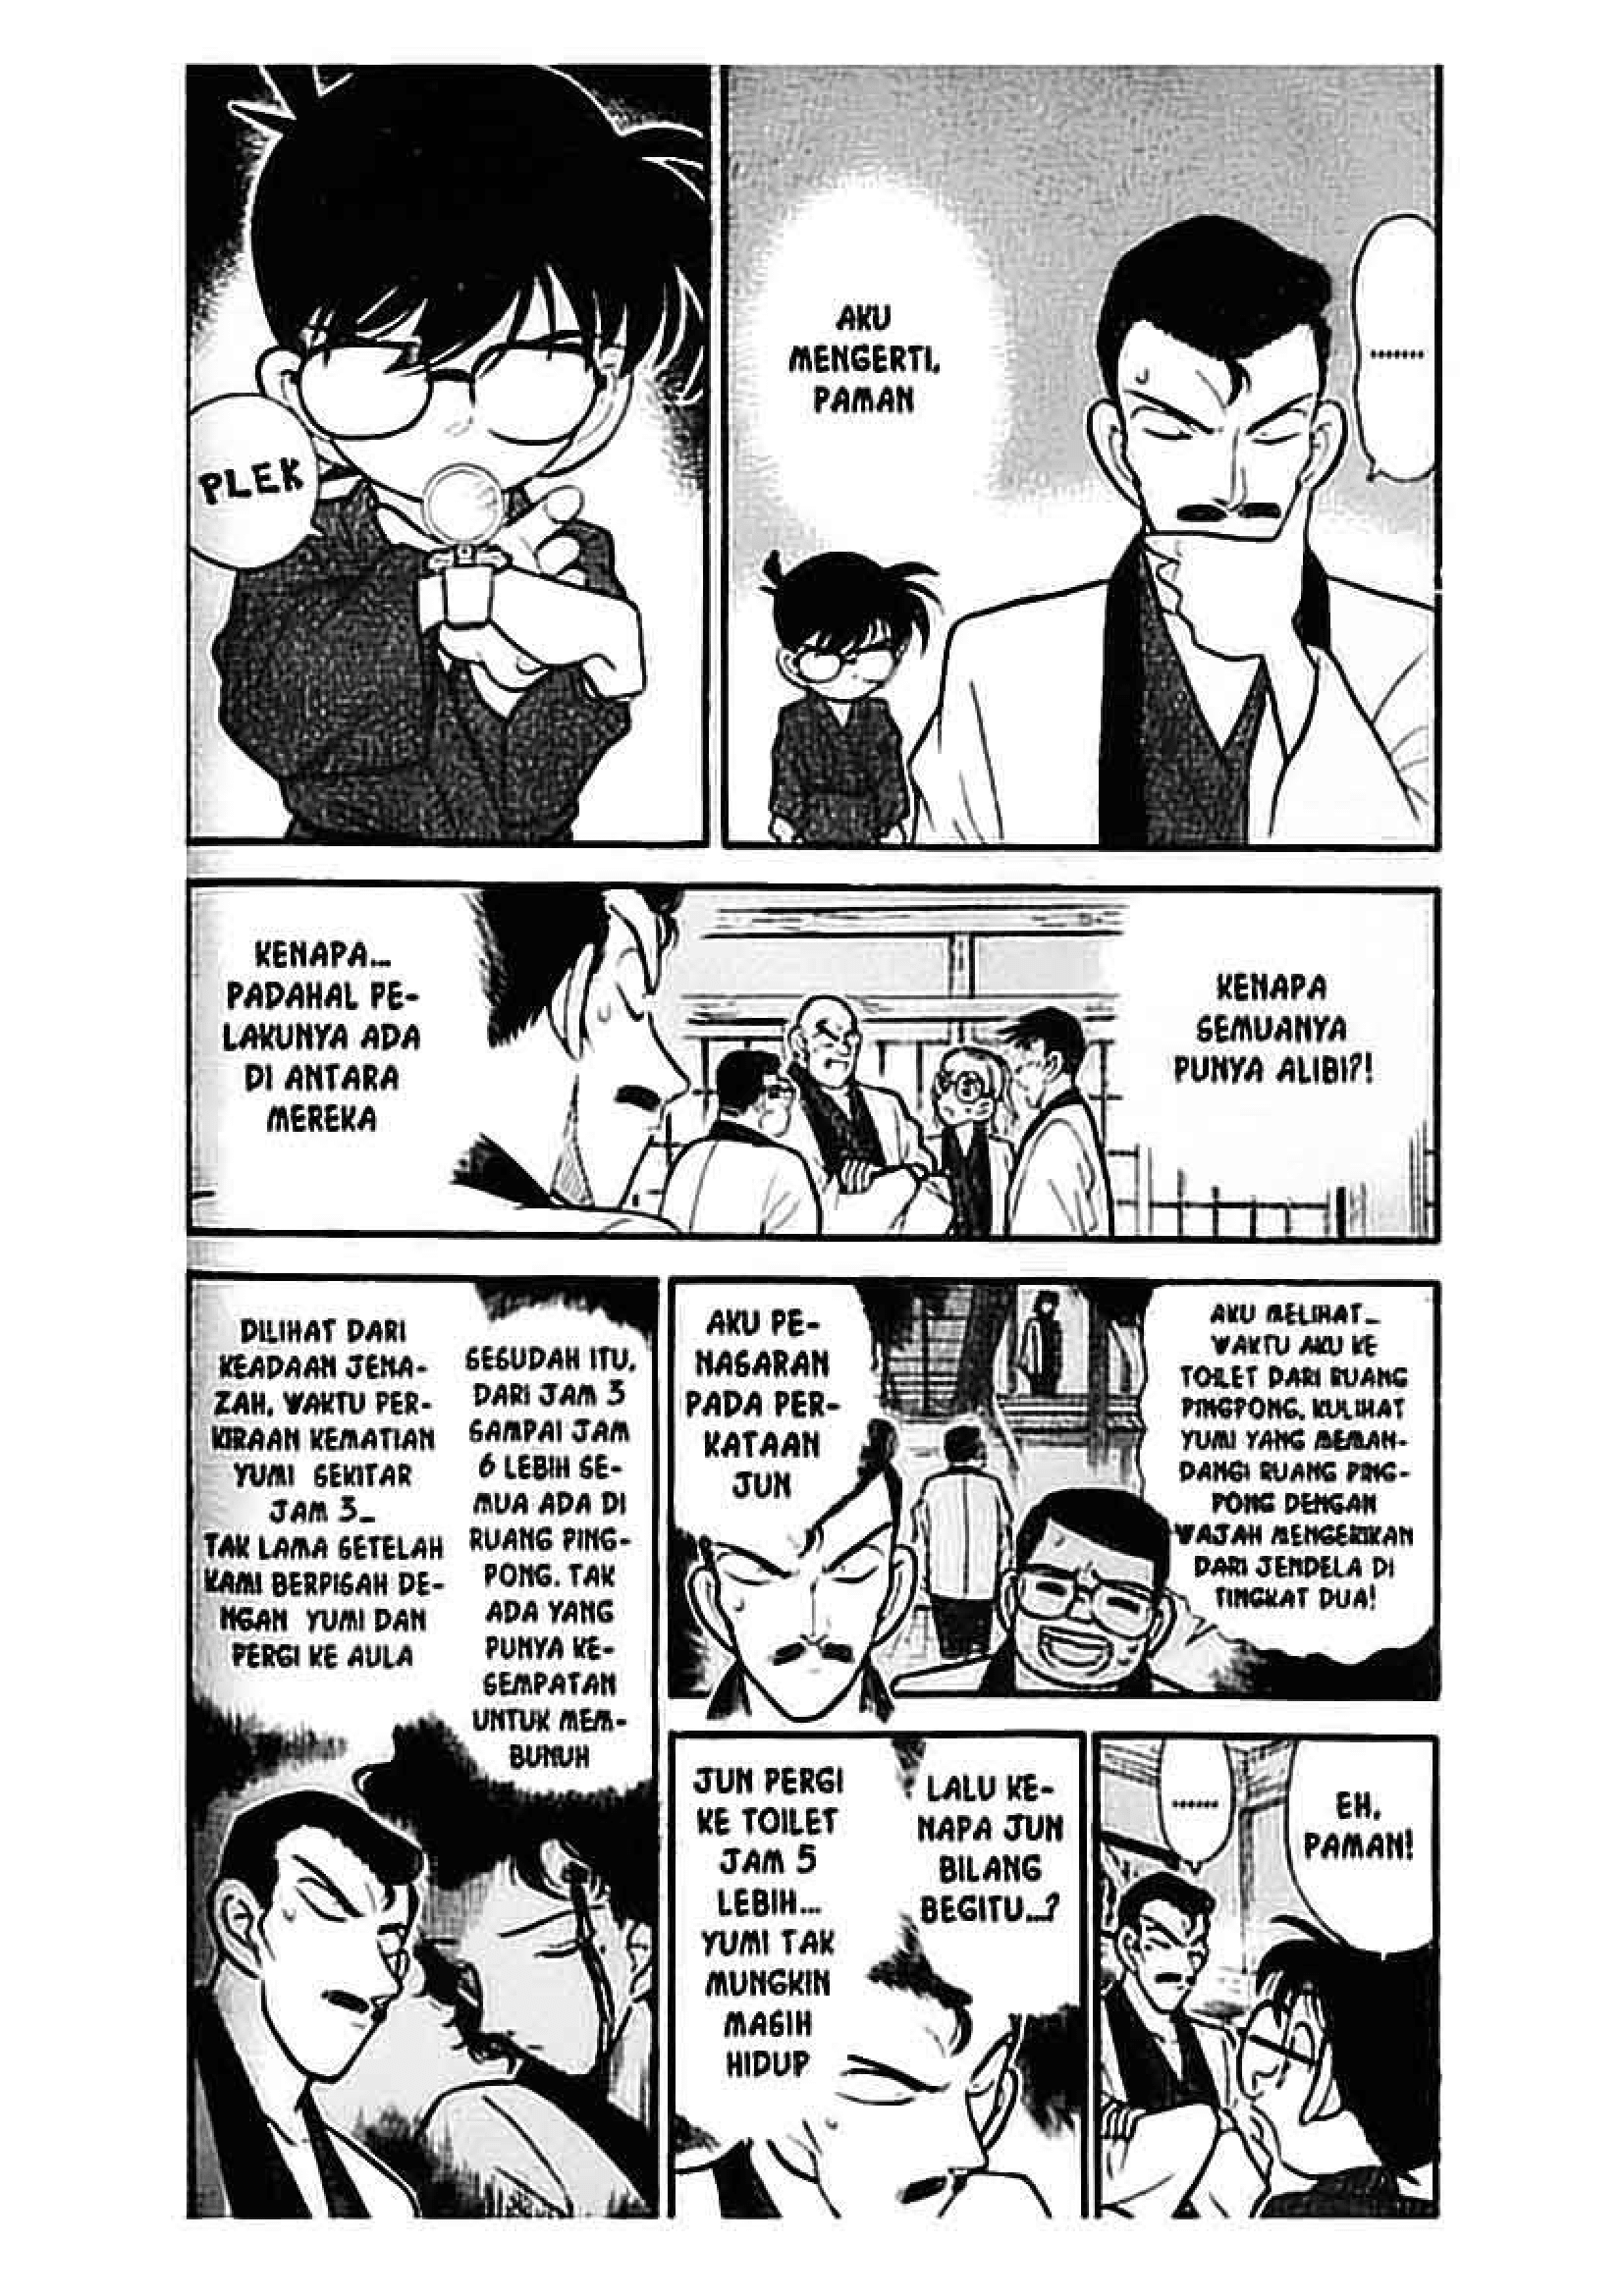 .......
AKU
MENGERTI,
PAMAN
PLEK
KENAPA
SEMUANYA
PUNYA ALIBI?!
KENAPA...
PADAHAL PE-
LAKUNYA ADA
DI ANTARA
MEREKA
AKU MELIHAT...
WAKTU AKU KE
TOILET DARI RUANG
PINGPONG, KULIHAT
YUMI YANG MEMAN-
DANGI RUANG PING-
PONG DENGAN
WAJAH MENGERIKAN
DARI JENDELA DI
TINGKAT DUA!
AKU PE-
NASARAN
PADA PER-
KATAAN
JUN
SESUDAH ITU,
DARI JAM 3
SAMPAI JAM
6 LEBIH SE-
MUA ADA DI
RUANG PING-
PONG. TAK
ADA YANG
PUNYA KE-
SEMPATAN
UNTUK MEM-
BUNUH
DILIHAT DARI
KEADAAN JENA-
ZAH, WAKTU PER-
KIRAAN KEMATIAN
YUMI SEKITAR
JAM 3...
TAK LAMA SETELAH
KAMI BERPISAH DE-
NGAN YUMI DAN
PERGI KE AULA
EH,
PAMAN!
......
LALU KE-
NAPA JUN
BILANG
BEGITU...?
JUN PERGI
KE TOILET
JAM 5
LEBIH...
YUMI TAK
MUNGKIN
MASIH
HIDUP